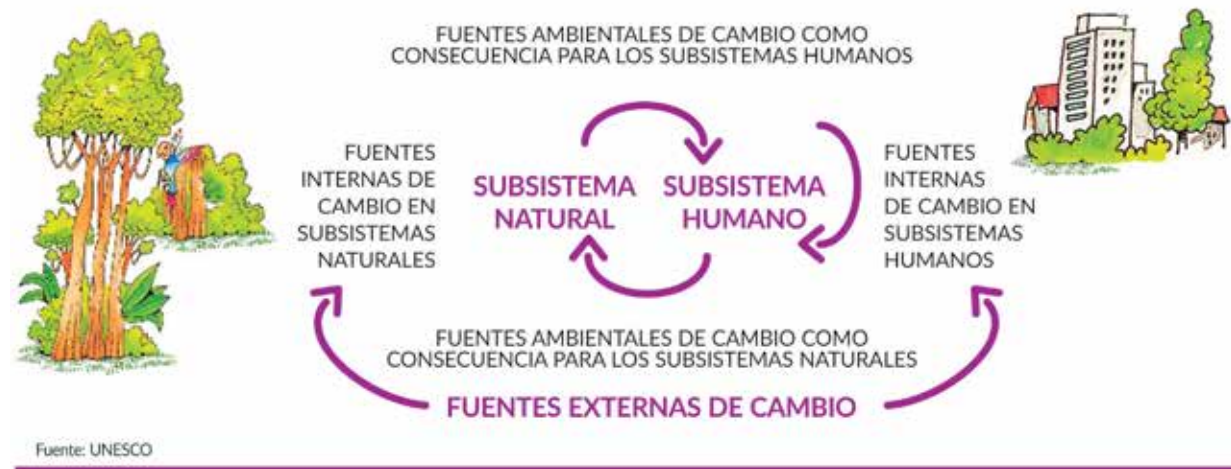 FUENTES AMBIENTALES DE CAMBIO COMO
CONSECUENCIA PARA LOS SUBSISTEMAS HUMANOS
FUENTES
INTERNAS DE
CAMBIO EN
SUBSISTEMAS
NATURALES
SUBSISTEMA
NATURAL
SUBSISTEMA
HUMANO
FUENTES
INTERNAS
DE CAMBIO EN
SUBSISTEMAS
HUMANOS
FUENTES AMBIENTALES DE CAMBIO COMO
CONSECUENCIA PARA LOS SUBSISTEMAS NATURALES
FUENTES EXTERNAS DE CAMBIO
Fuente: UNESCO